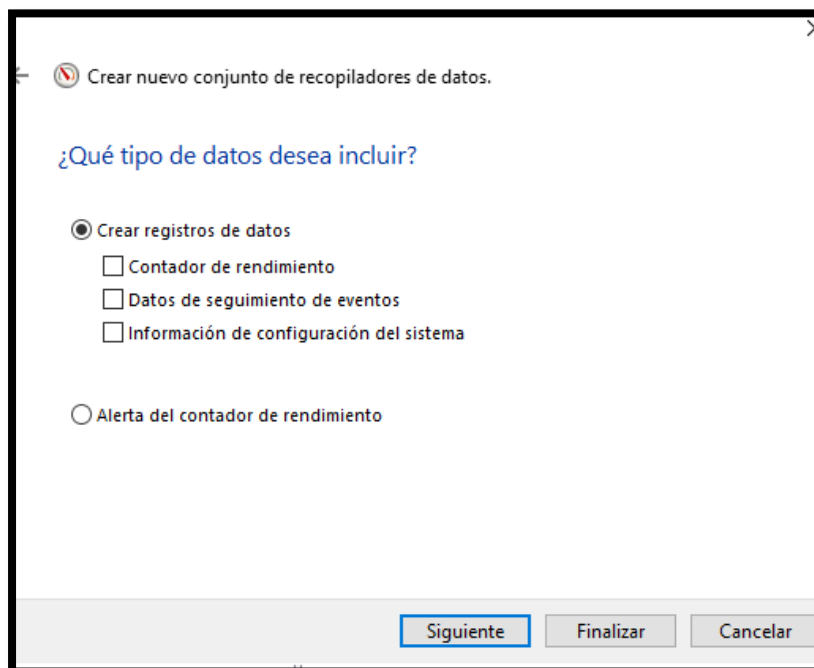 Crear nuevo conjunto de recopiladores de datos.
¿Qué tipo de datos desea incluir?
Crear registros de datos
Contador de rendimiento
Datos de seguimiento de eventos
Información de configuración del sistema
Alerta del contador de rendimiento
Siguiente Finalizar Cancelar